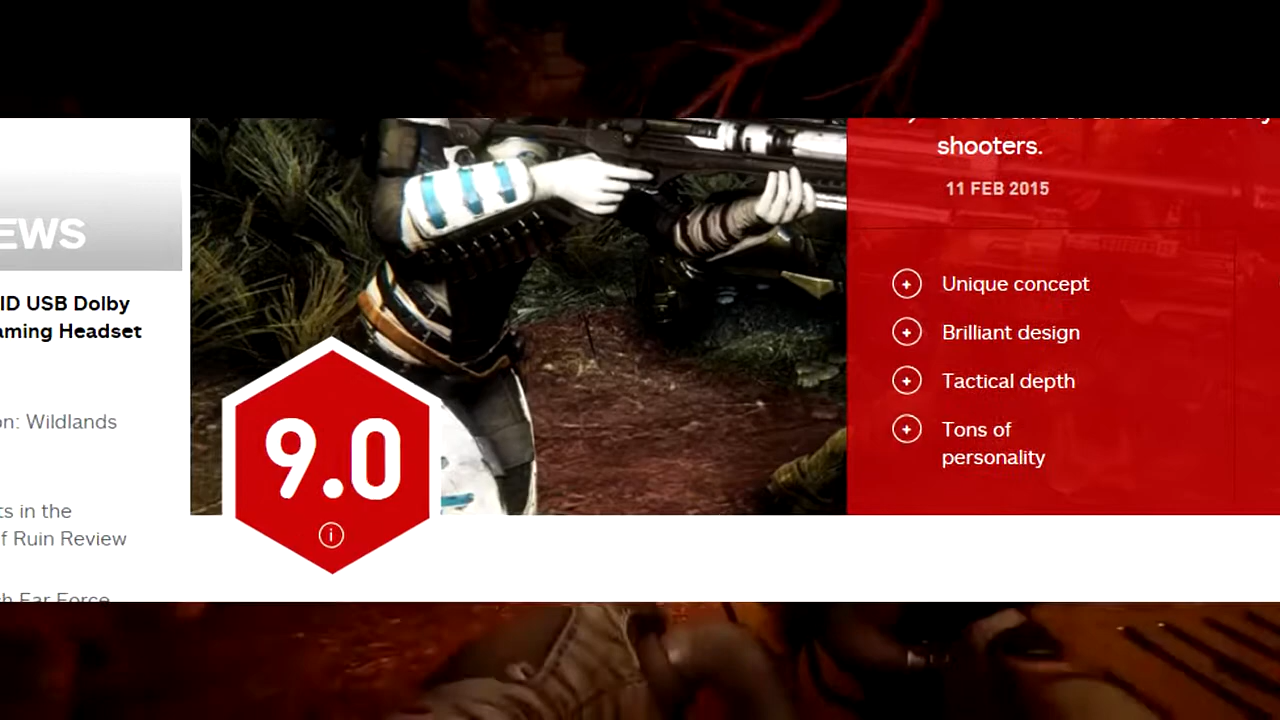 EWS
ID USB Dolby
aming Headset
on: Wildlands
ts in the
f Ruin Review
9.0
i
shooters.
11 FEB 2015
Unique concept
Brilliant design
Tactical depth
Tons of
personality